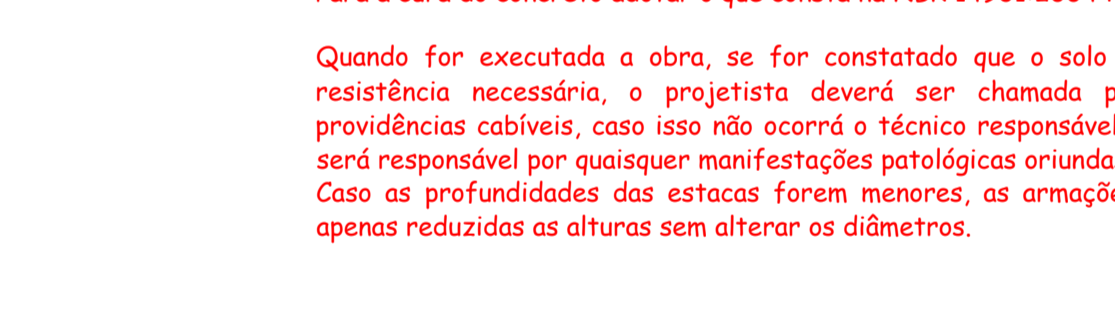 Quando for executada a obra, se for constatado que o solo
resistência necessária, o projetista deverá ser chamada
providências cabíveis, caso isso não ocorrá o técnico responsável
será responsável por quaisquer manifestações patológicas
Caso as profundidades das estacas forem menores, as
apenas reduzidas as alturas sem alterar os diâmetros.